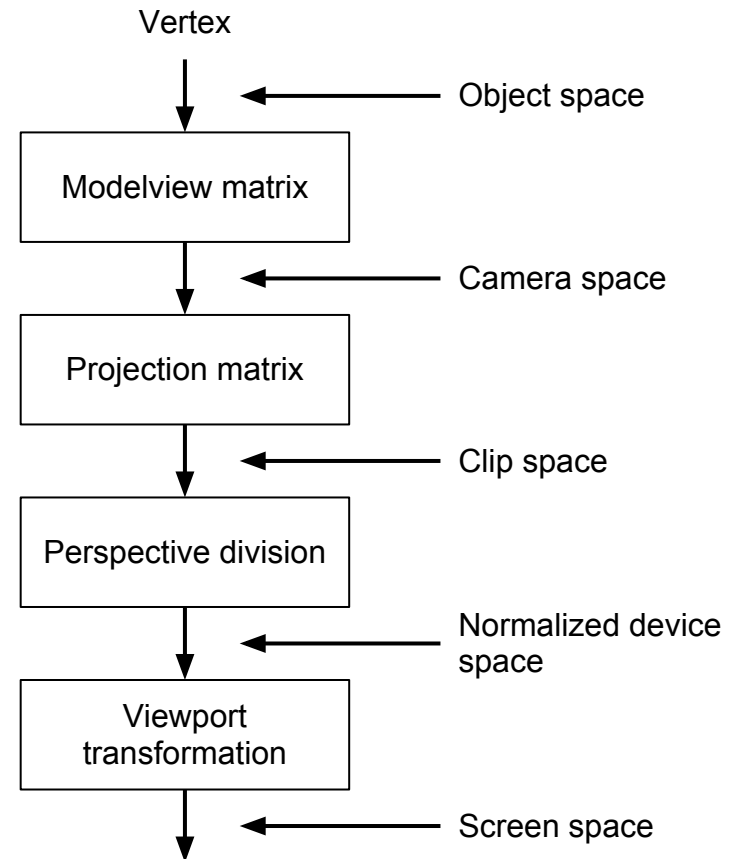 Vertex
Object space
Modelview matrix
Camera space
Projection matrix
Clip space
Perspective division
Normalized device
space
Viewport
transformation
Screen space